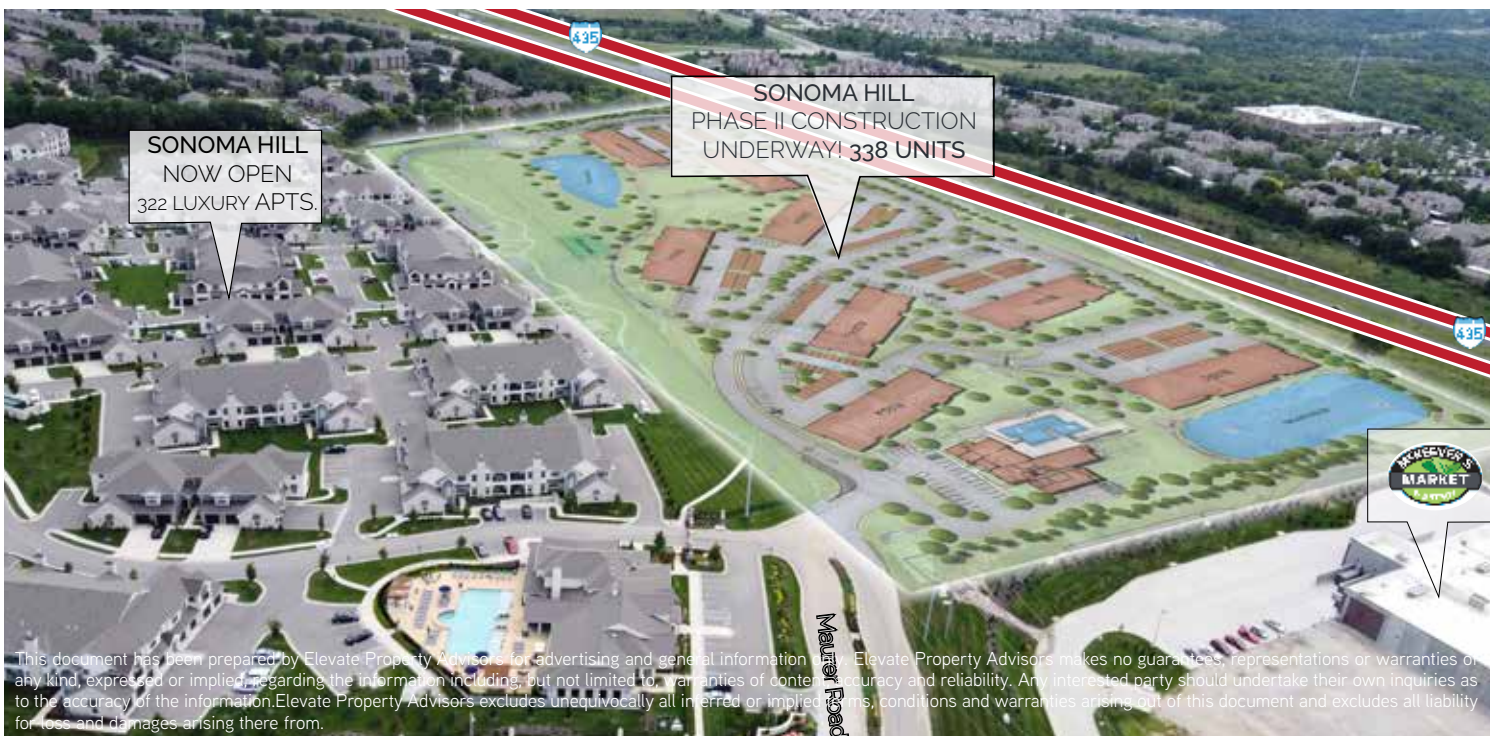 435
SONOMA HILL
PHASE II CONSTRUCTION
UNDERWAY! 338 UNITS
SONOMA HILL
NOW OPEN
322 LUXURY APTS.
435
MCKEEVER'S
MARKET
Maurer Road
This document has been prepared by Elevate Property Advisors for advertising and general information only. Elevate Property Advisors makes no guarantees, representations or warranties of
any kind, expressed or implied, regarding the information including, but not limited to, warranties of content, accuracy and reliability. Any interested party should undertake their own inquiries as
to the accuracy of the information.Elevate Property Advisors excludes unequivocally all inferred or implied terms, conditions and warranties arising out of this document and excludes all liability
for loss and damages arising there from.